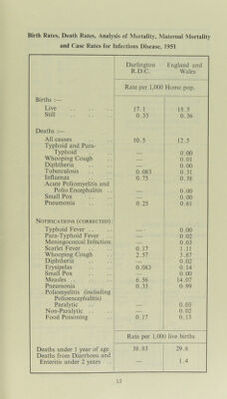 Birth Rates, Death Rates, Analysis of Mortality, Maternal Mortality
and Case Rates for Infectious Disease, 1951
Darlington R.D.C. England and Wales
Rate per 1,000 Home pop.
Births :—
Live 17.1 15.5
Still 0.33 0.36
Deaths :—
All causes 10.5 12.5
Typhoid and Para-
Typhoid — 0.00
Whooping Cough — 0.01
Diphtheria — 0.00
Tuberculosis 0.083 0.31
Influenza 0.75 0.38
Acute Poliomyelitis and
Polio Encephalitis — 0.00
Small Pox — 0.00
Pneumonia 0.25 0.61
NOTIFICATIONS (CORRECTED)
Typhoid Fever — 0.00
Para-Typhoid Fever — 0.02
Meningococcal Infection — 0.03
Scarlet Fever 0.17 1.11
Whooping Cough 2.57 3.87
Diphtheria — 0.02
Erysipelas 0.083 0.14
Small Pox — 0.00
Measles 6.56 14.07
Pneumonia 0.33 0.99
Poliomyelitis (including
Polioencephalitis)
Paralytic — 0.03
Non-Paralytic — 0.02
Food Poisoning 0.17 0.13
Rate per 1,000 live births
Deaths under 1 year of age 38.83 29.6
Deaths from Diarrhoea and
Enteritis under 2 years — 1.4